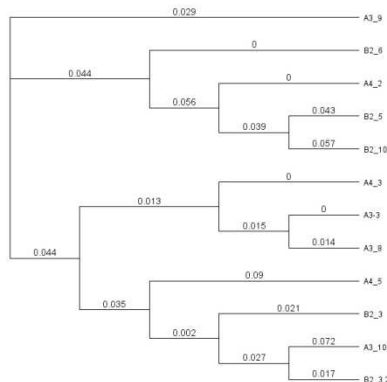 0.029 A3_9
0 B2_6
0.044
0 A4_2
0.056
0.043 B2_5
0.039
0.057 B2_10
0 A4_3
0.013
0 A3-3
0.015
0.014 A3_8
0.044
0.09 A4_5
0.035
0.021 B2_3
0.002
0.072 A3_10
0.027
0.017